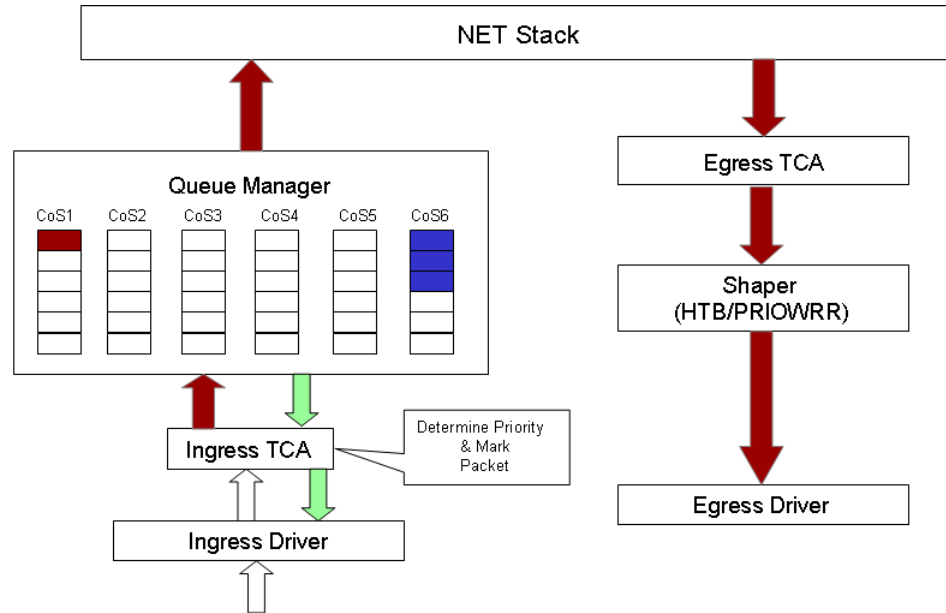 NET Stack
Queue Manager
CoS1 CoS2 CoS3 CoS4 CoS5 CoS6
Ingress TCA
Determine Priority
& Mark
Packet
Ingress Driver
Egress TCA
Shaper
(HTB/PRIOWRR)
Egress Driver